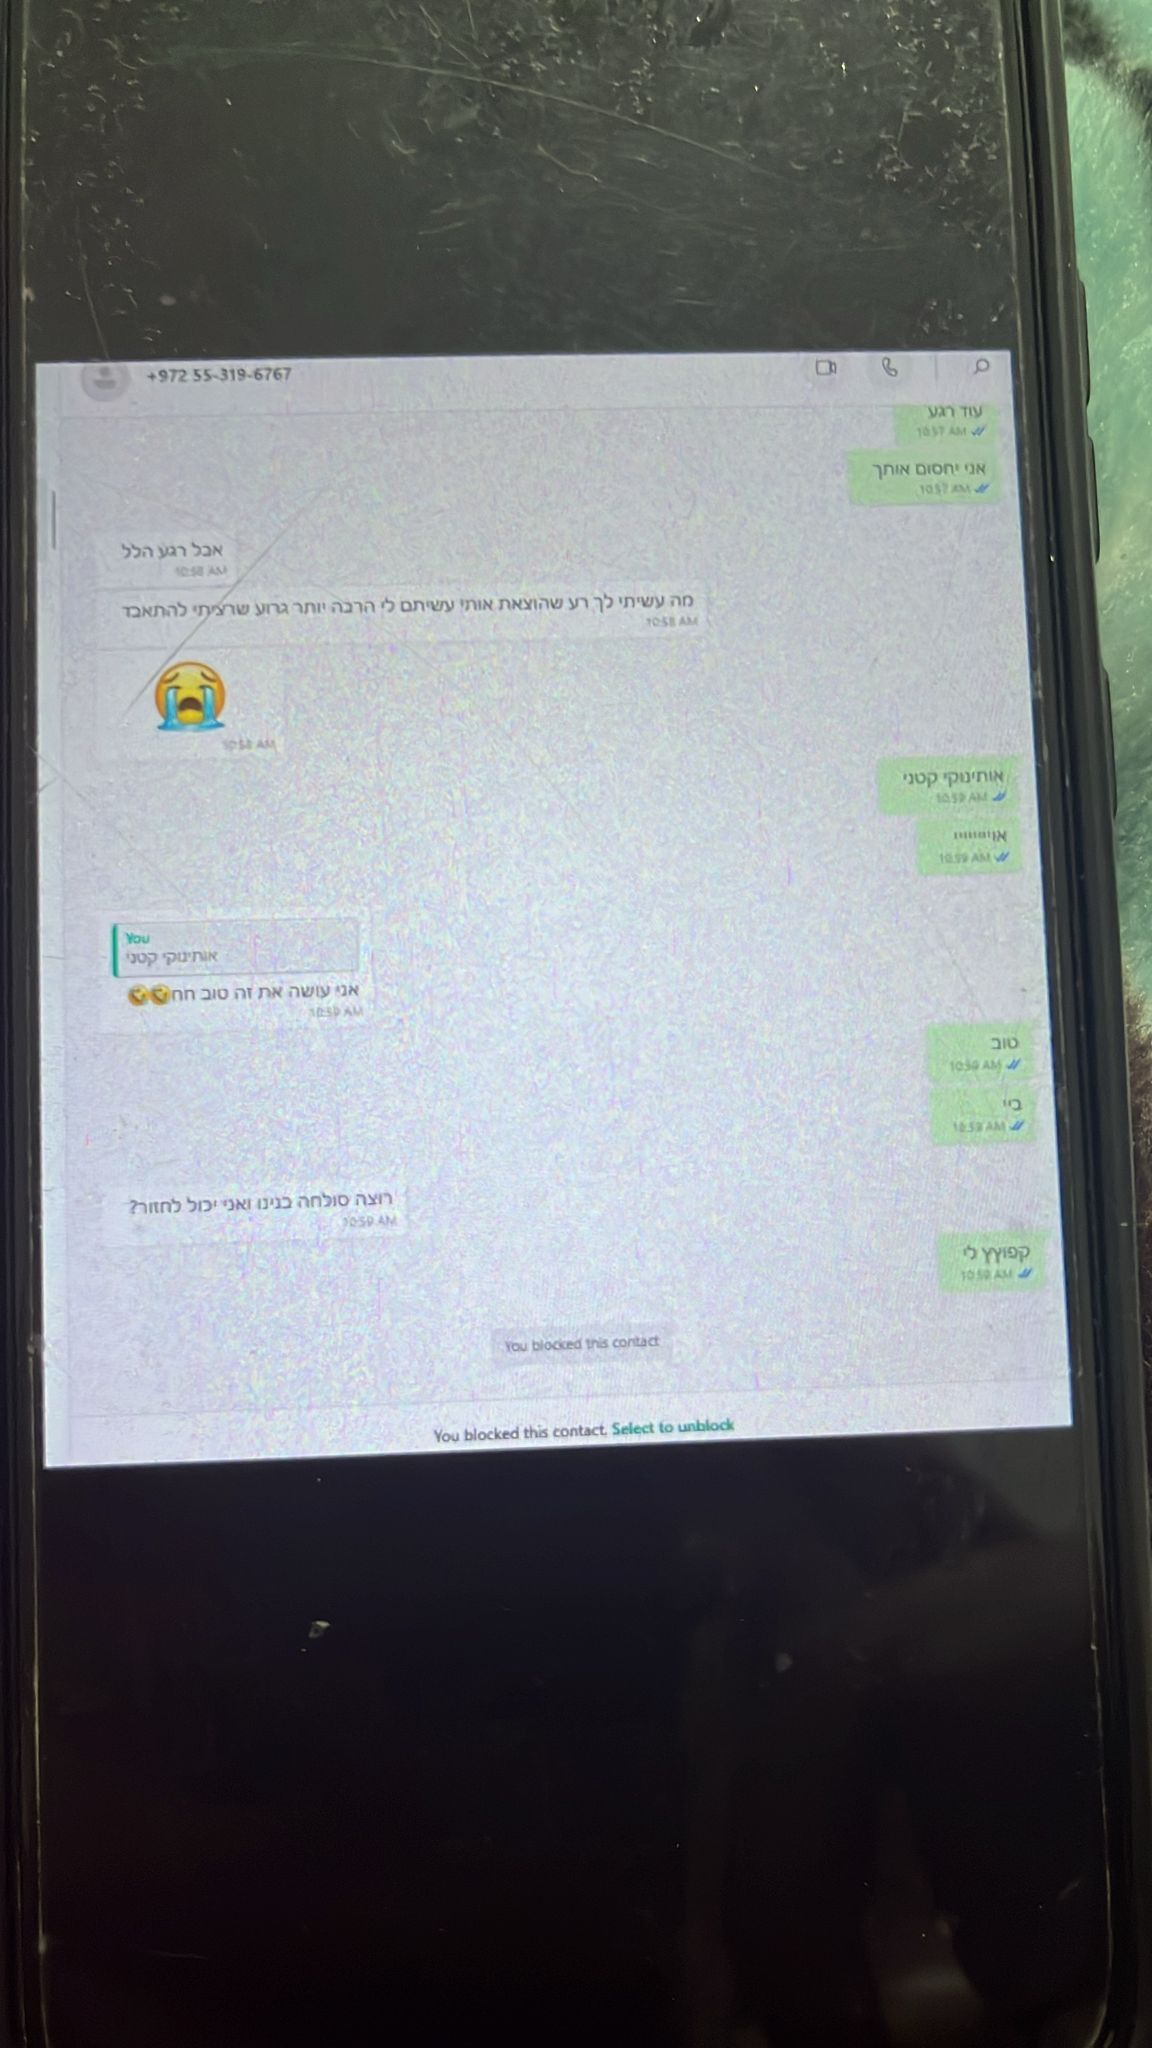 +972 55-319-6767
עוד רגע
10:57 AM
אני יחסום אותך
10:57 AM
אבל רגע הלל
10:58 AM
מה עשיתי לך רע שהוצאת אותי עשיתם לי הרבה יותר גרוע שרציתי להתאבד
10:58 AM
😭
10:58 AM
אותינוקי קטני
10:59 AM
10:59 AM
You
אותינוקי קטני
אני עושה את זה טוב חח
10:59 AM
טוב
10:59 AM
ביי
10:59 AM
רוצה סולחה בנינו ואני יכול לחזור?
10:59 AM
קפוץץ לי
10:59 AM
You blocked this contact
You blocked this contact. Select to unblock